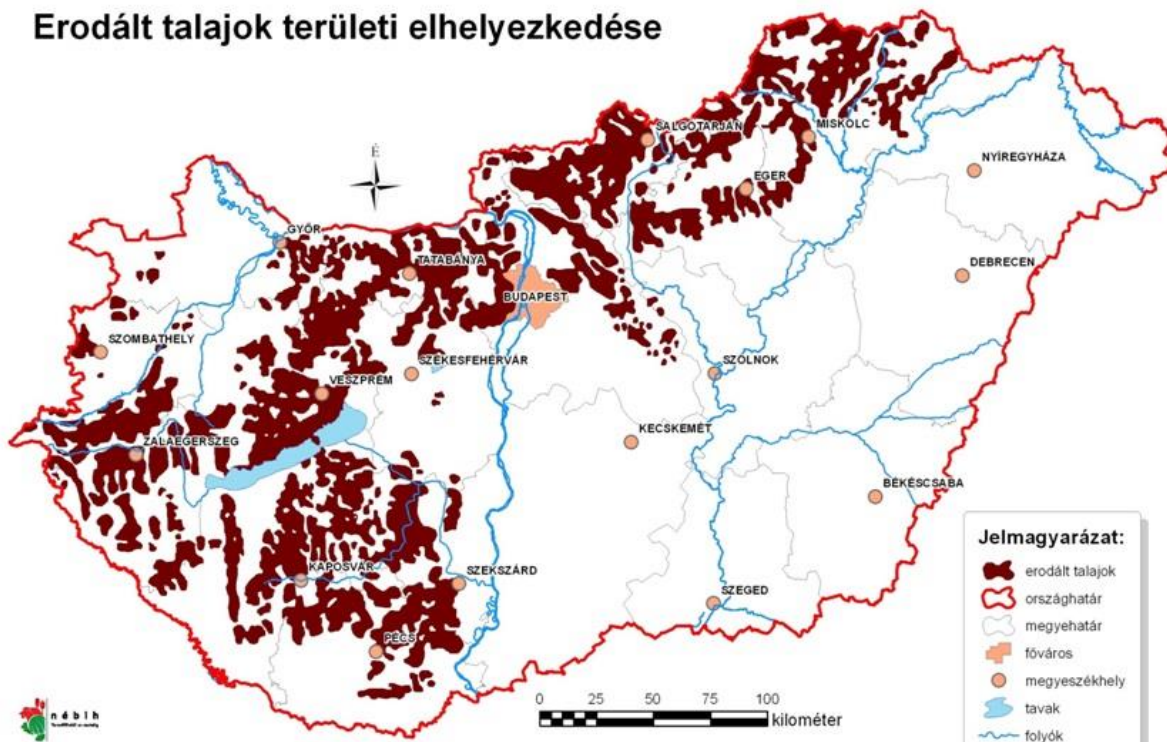 Erodált talajok területi elhelyezkedése
É
SALGÓTARJÁN
MISKOLC
NYÍREGYHÁZA
EGER
GYŐR
TATABÁNYA
DEBRECEN
BUDAPEST
SZOMBATHELY
SZÉKESFEHÉRVÁR
SZOLNOK
VESZPRÉM
KECSKEMÉT
ZALAEGERSZEG
BÉKÉSCSABA
KAPOSVÁR
SZEKSZÁRD
SZEGED
PÉCS
Jelmagyarázat:
erodált talajok
országhatár
megyehatár
főváros
megyeszékhely
tavak
folyók
0 25 50 75 100
kilométer
nébih